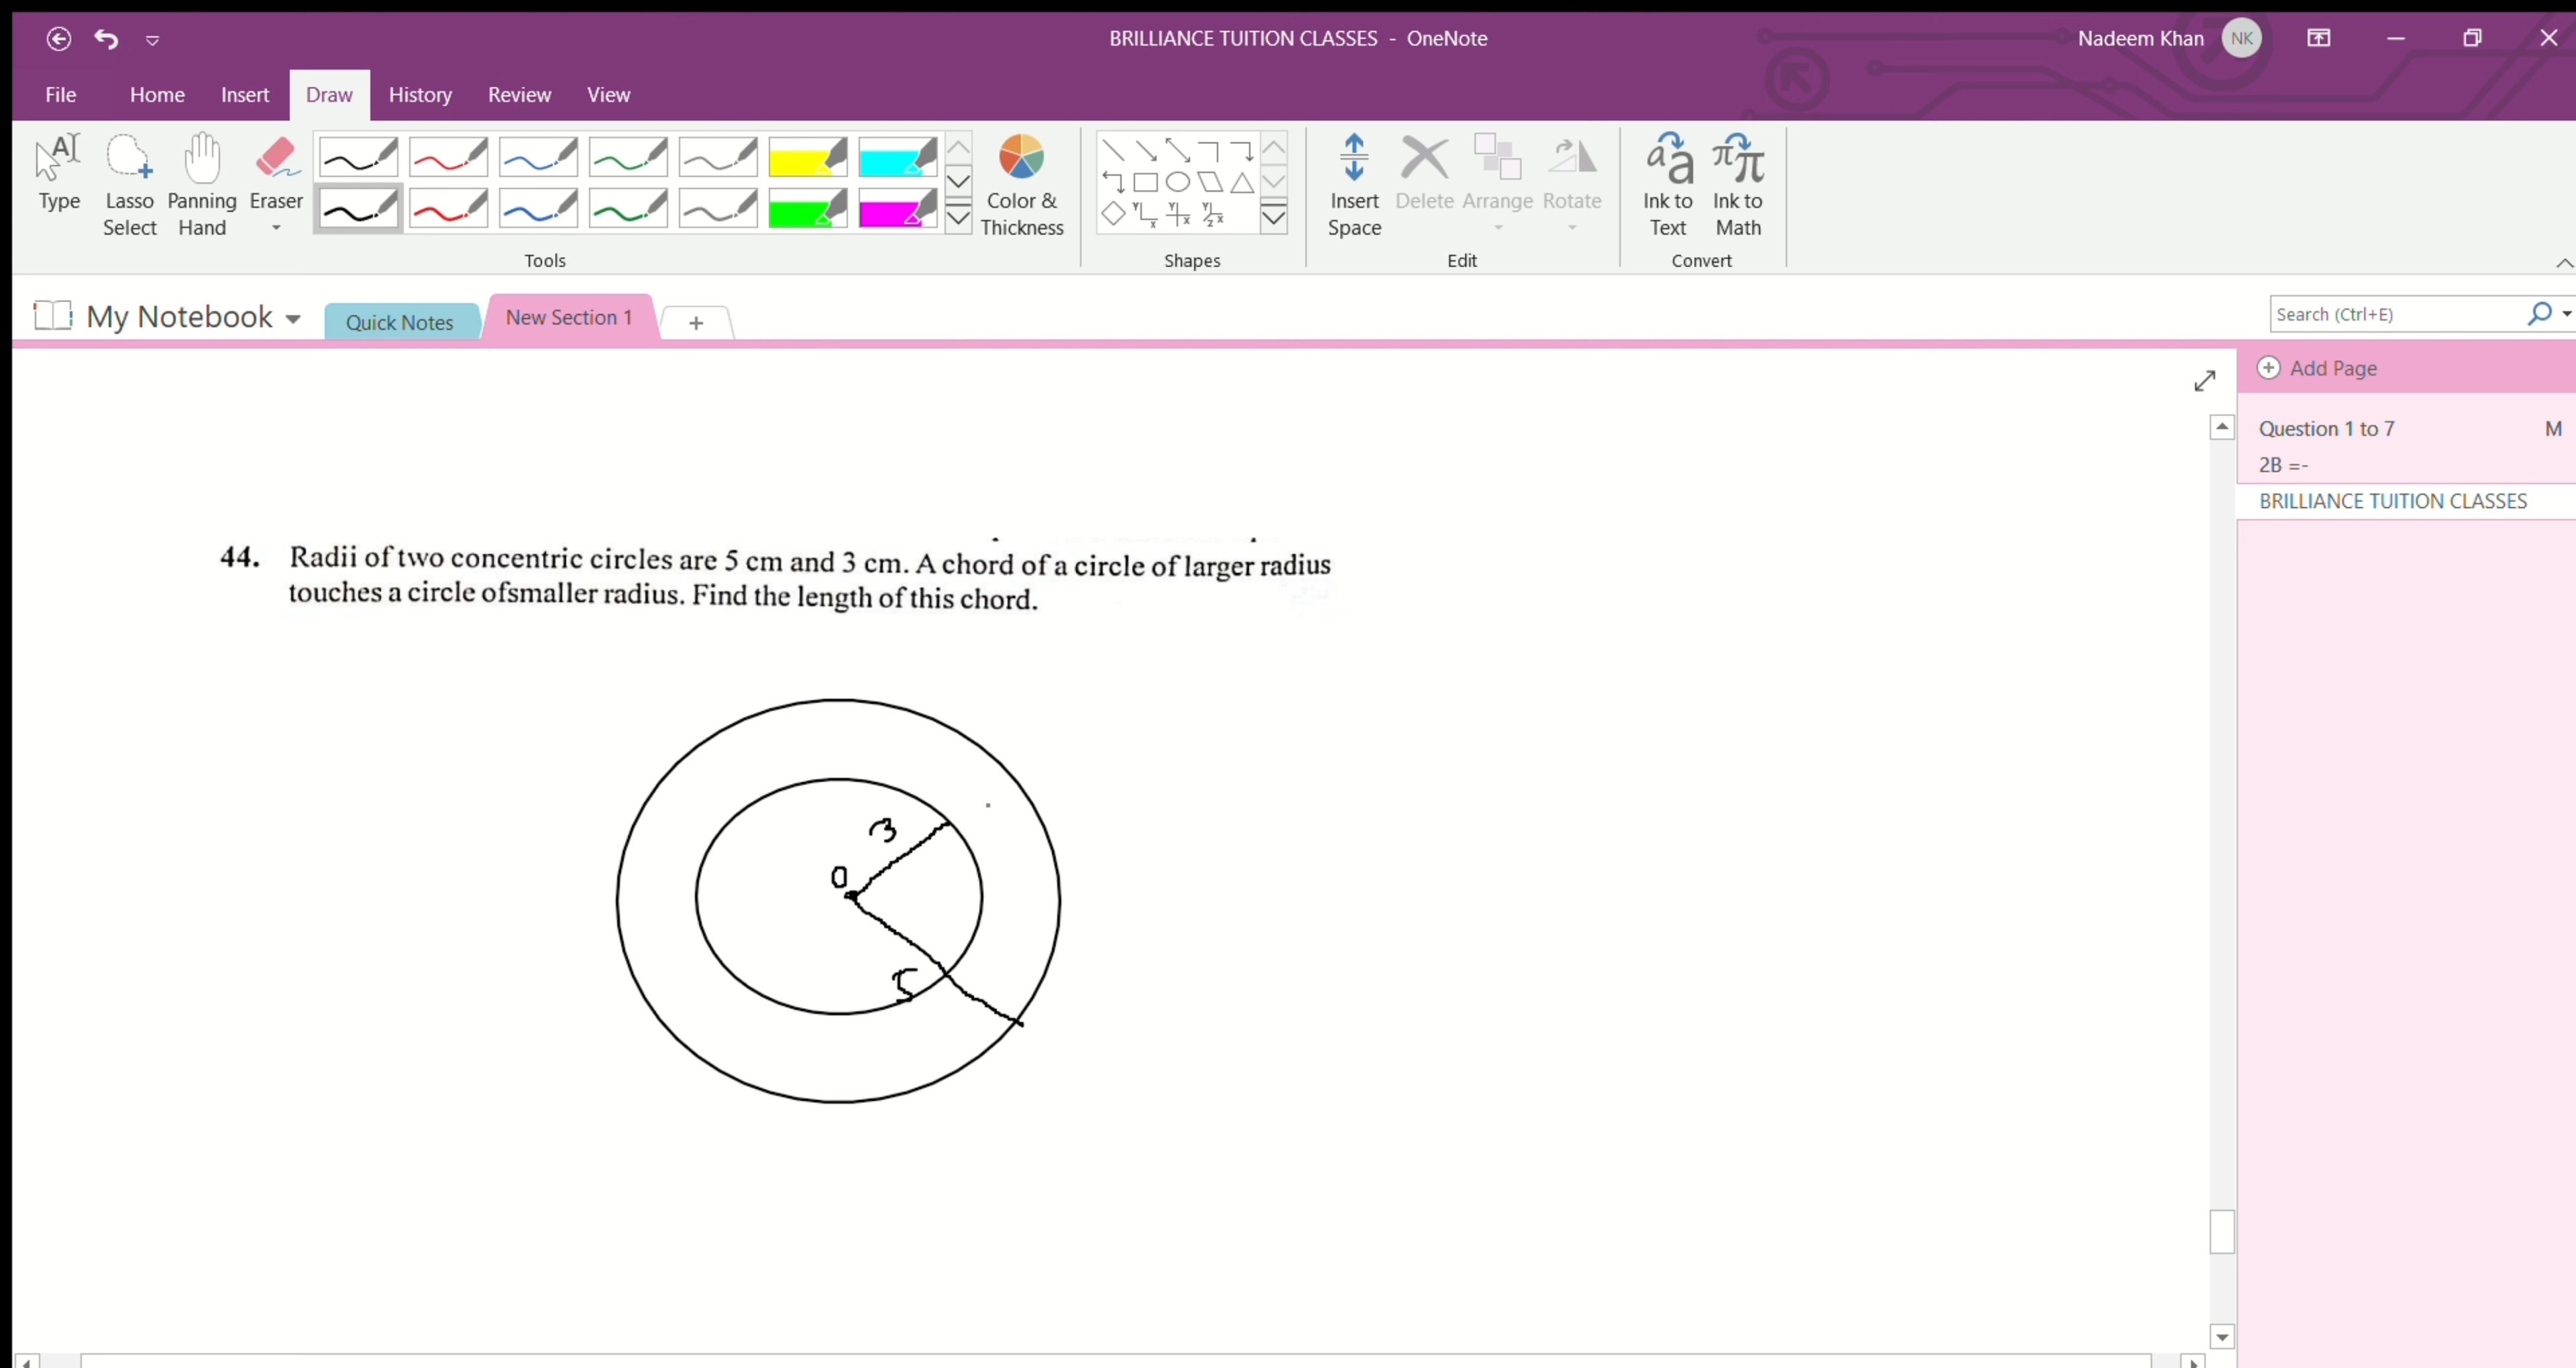 BRILLIANCE TUITION CLASSES - OneNote
Nadeem Khan NK
File Home Insert Draw History Review View
Type
Lasso Select
Panning Hand
Eraser
Color & Thickness
Tools
Shapes
Insert Space
Delete
Arrange
Rotate
Edit
Ink to Text
Ink to Math
Convert
My Notebook
Quick Notes
New Section 1
+
Search (Ctrl+E)
Add Page
Question 1 to 7 M
2B =-
BRILLIANCE TUITION CLASSES
44. Radii of two concentric circles are 5 cm and 3 cm. A chord of a circle of larger radius
touches a circle ofsmaller radius. Find the length of this chord.
3
O
5